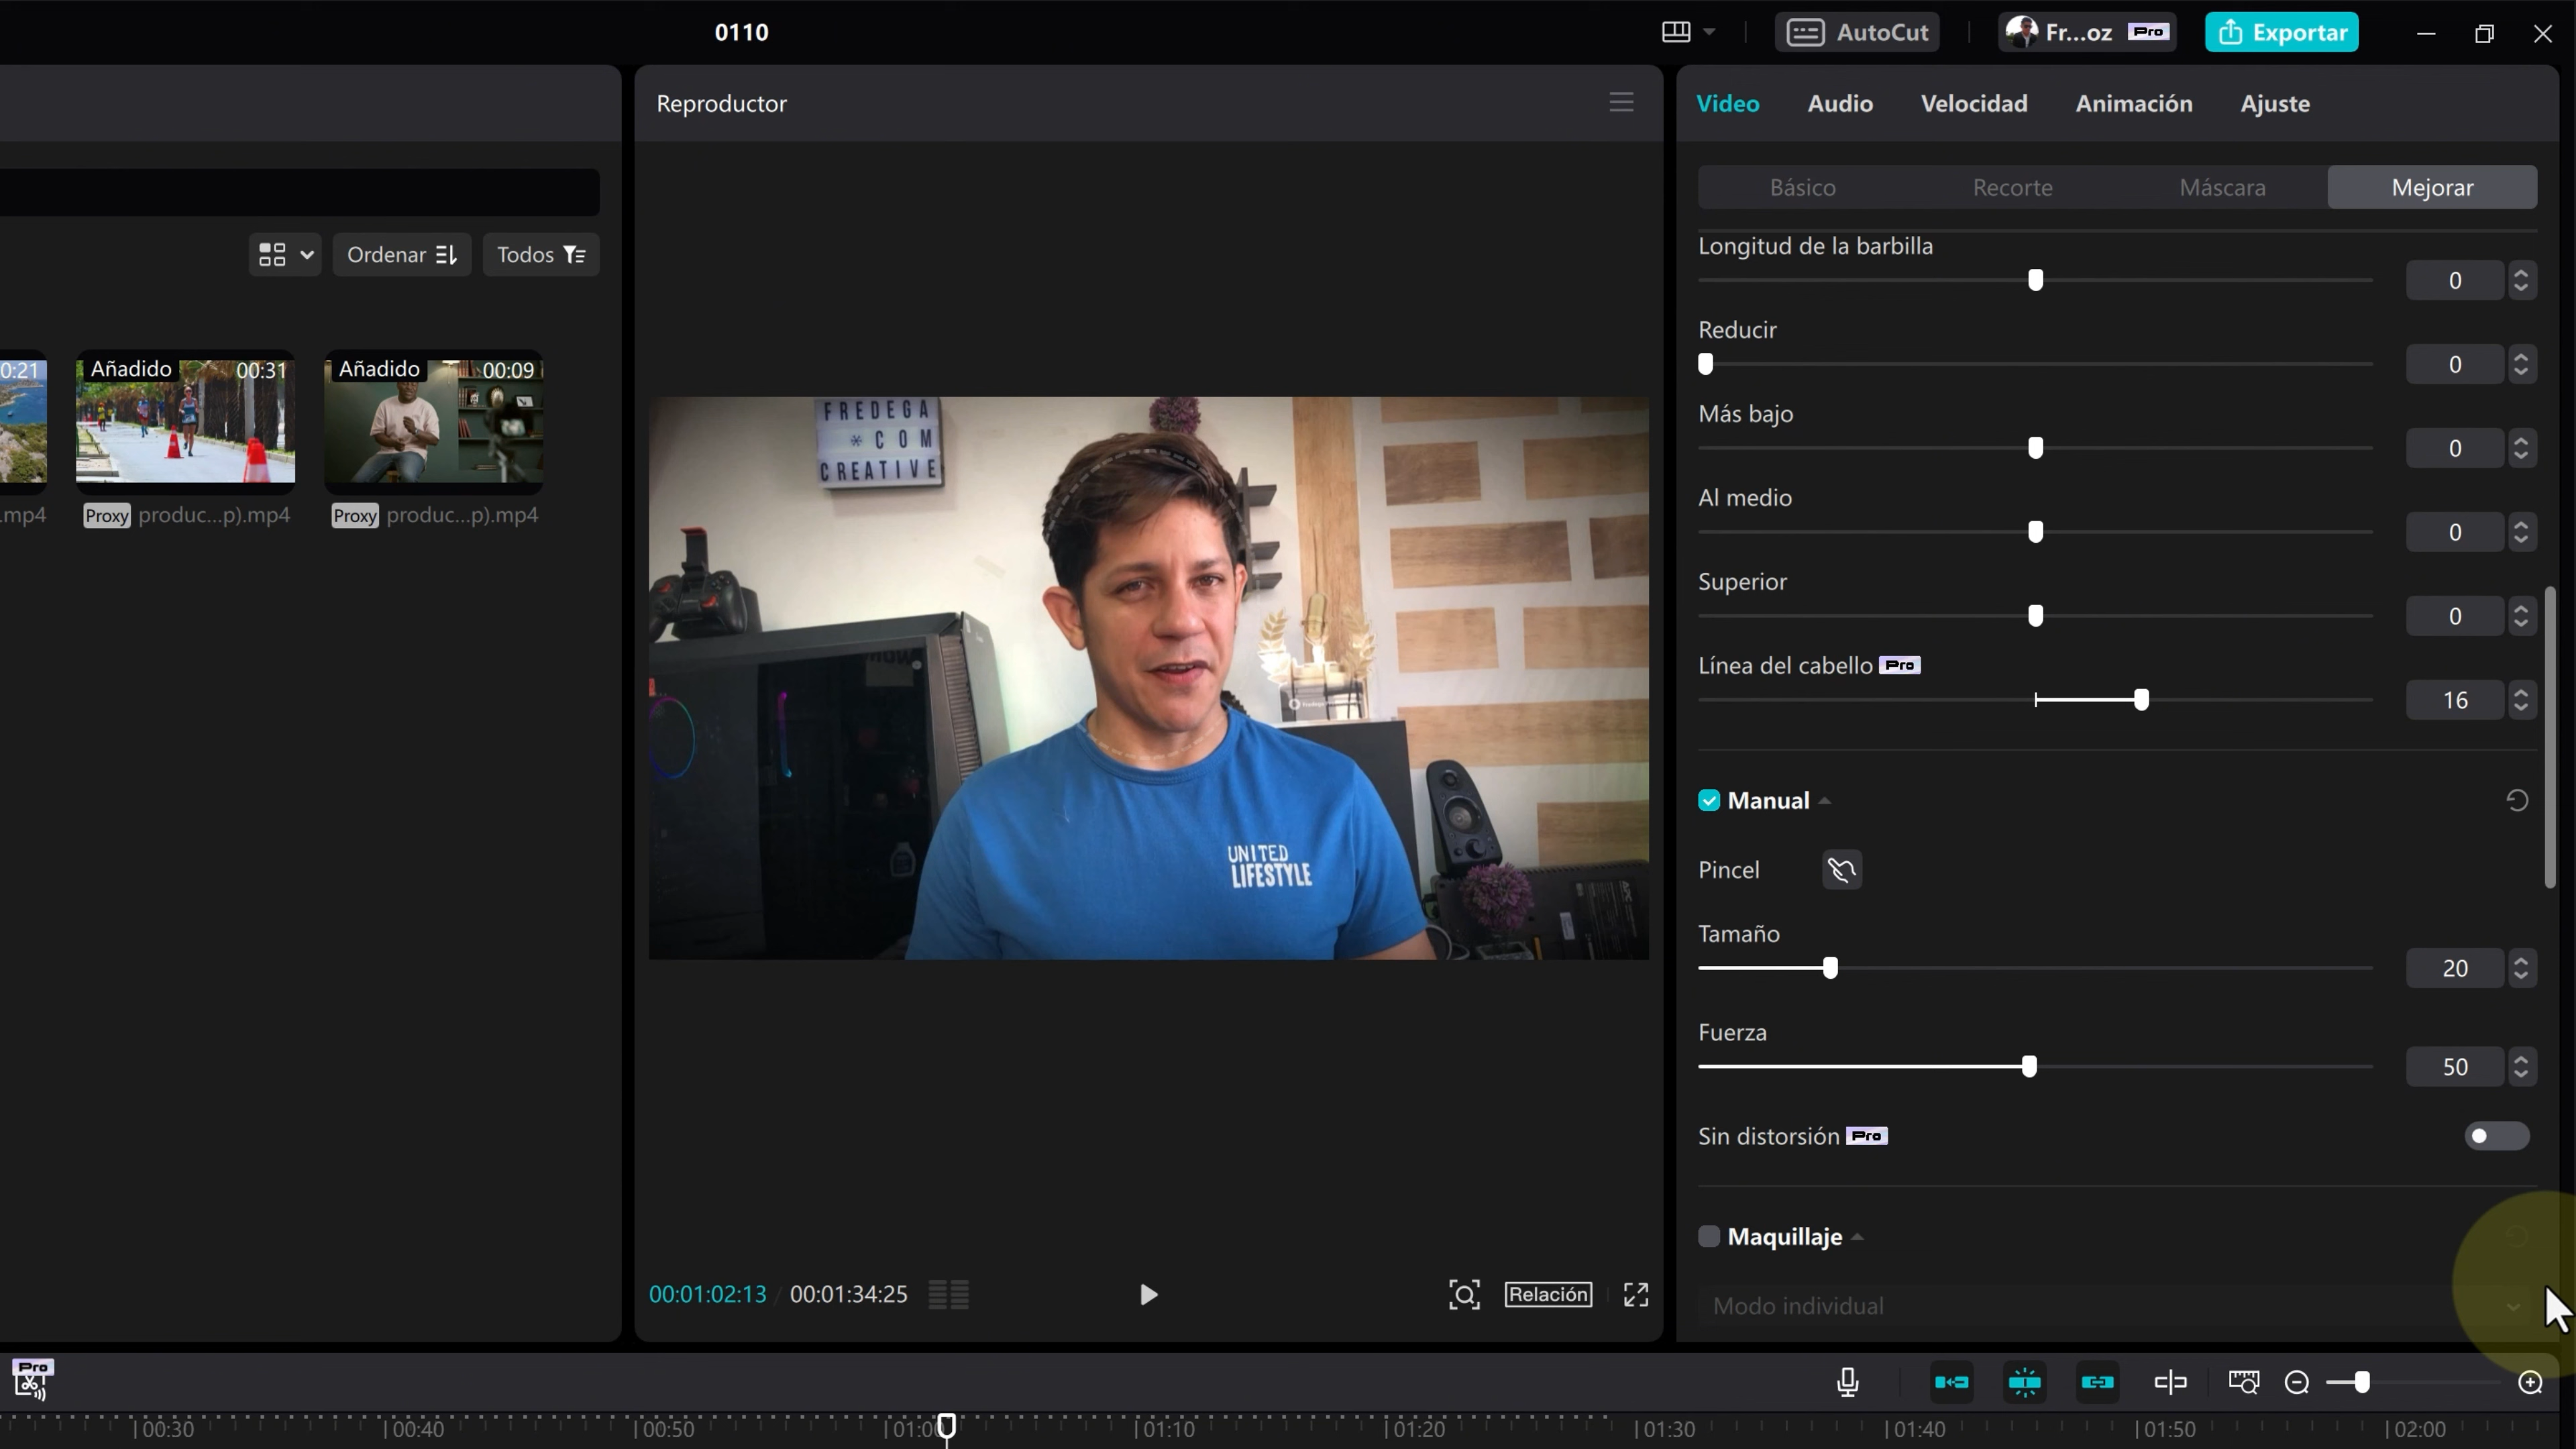 0110
AutoCut
Fr...oz Pro
Exportar
Reproductor
Video Audio Velocidad Animación Ajuste
Básico Recorte Máscara Mejorar
Ordenar
Todos
Longitud de la barbilla
0
Reducir
0
Más bajo
0
Al medio
0
Superior
0
Línea del cabello Pro
16
0:21
Añadido 00:31
Añadido 00:09
.mp4
Proxy produc...p).mp4
Proxy produc...p).mp4
FREDEGA
* COM
CREATIVE
UNITED
LIFESTYLE
Manual
Pincel
Tamaño
20
Fuerza
50
Sin distorsión Pro
Maquillaje
Modo individual
00:01:02:13 / 00:01:34:25
Relación
Pro
00:30 00:40 00:50 01:00 01:10 01:20 01:30 01:40 01:50 02:00